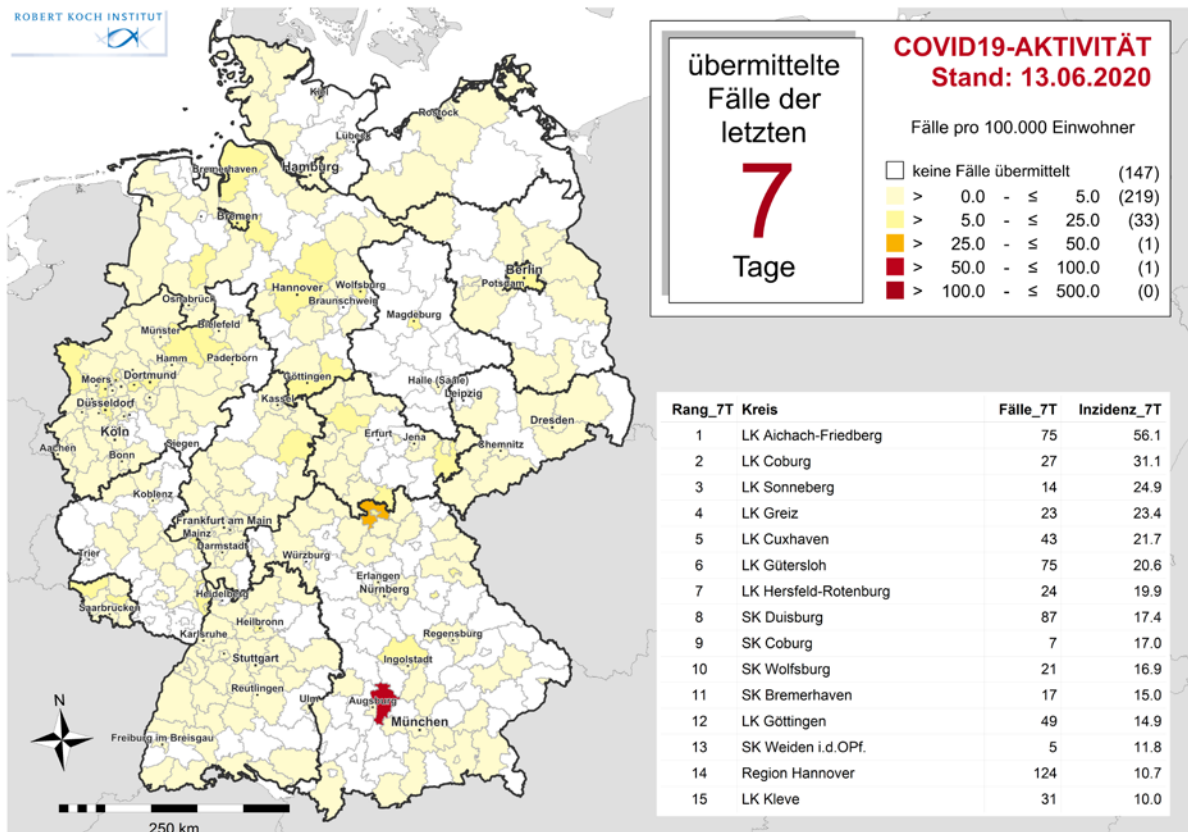 ROBERT KOCH INSTITUT
übermittelte
Fälle der
letzten
7
Tage
COVID19-AKTIVITÄT
Stand: 13.06.2020
Fälle pro 100.000 Einwohner
keine Fälle übermittelt (147)
> 0.0 - ≤ 5.0 (219)
> 5.0 - ≤ 25.0 (33)
> 25.0 - ≤ 50.0 (1)
> 50.0 - ≤ 100.0 (1)
> 100.0 - ≤ 500.0 (0)
Kiel
Rostock
Lübeck
Hamburg
Bremerhaven
Bremen
Berlin
Potsdam
Hannover
Wolfsburg
Braunschweig
Osnabrück
Magdeburg
Münster
Bielefeld
Hamm
Paderborn
Moers
Dortmund
Göttingen
Halle (Saale)
Leipzig
Düsseldorf
Kassel
Köln
Erfurt
Jena
Dresden
Chemnitz
Aachen
Bonn
Siegen
Koblenz
Frankfurt am Main
Mainz
Darmstadt
Würzburg
Trier
Erlangen
Nürnberg
Heidelberg
Saarbrücken
Heilbronn
Karlsruhe
Regensburg
Stuttgart
Ingolstadt
Reutlingen
Ulm
Augsburg
München
Freiburg im Breisgau
N
250 km
Rang_7T Kreis Fälle_7T Inzidenz_7T
1 LK Aichach-Friedberg 75 56.1
2 LK Coburg 27 31.1
3 LK Sonneberg 14 24.9
4 LK Greiz 23 23.4
5 LK Cuxhaven 43 21.7
6 LK Gütersloh 75 20.6
7 LK Hersfeld-Rotenburg 24 19.9
8 SK Duisburg 87 17.4
9 SK Coburg 7 17.0
10 SK Wolfsburg 21 16.9
11 SK Bremerhaven 17 15.0
12 LK Göttingen 49 14.9
13 SK Weiden i.d.OPf. 5 11.8
14 Region Hannover 124 10.7
15 LK Kleve 31 10.0